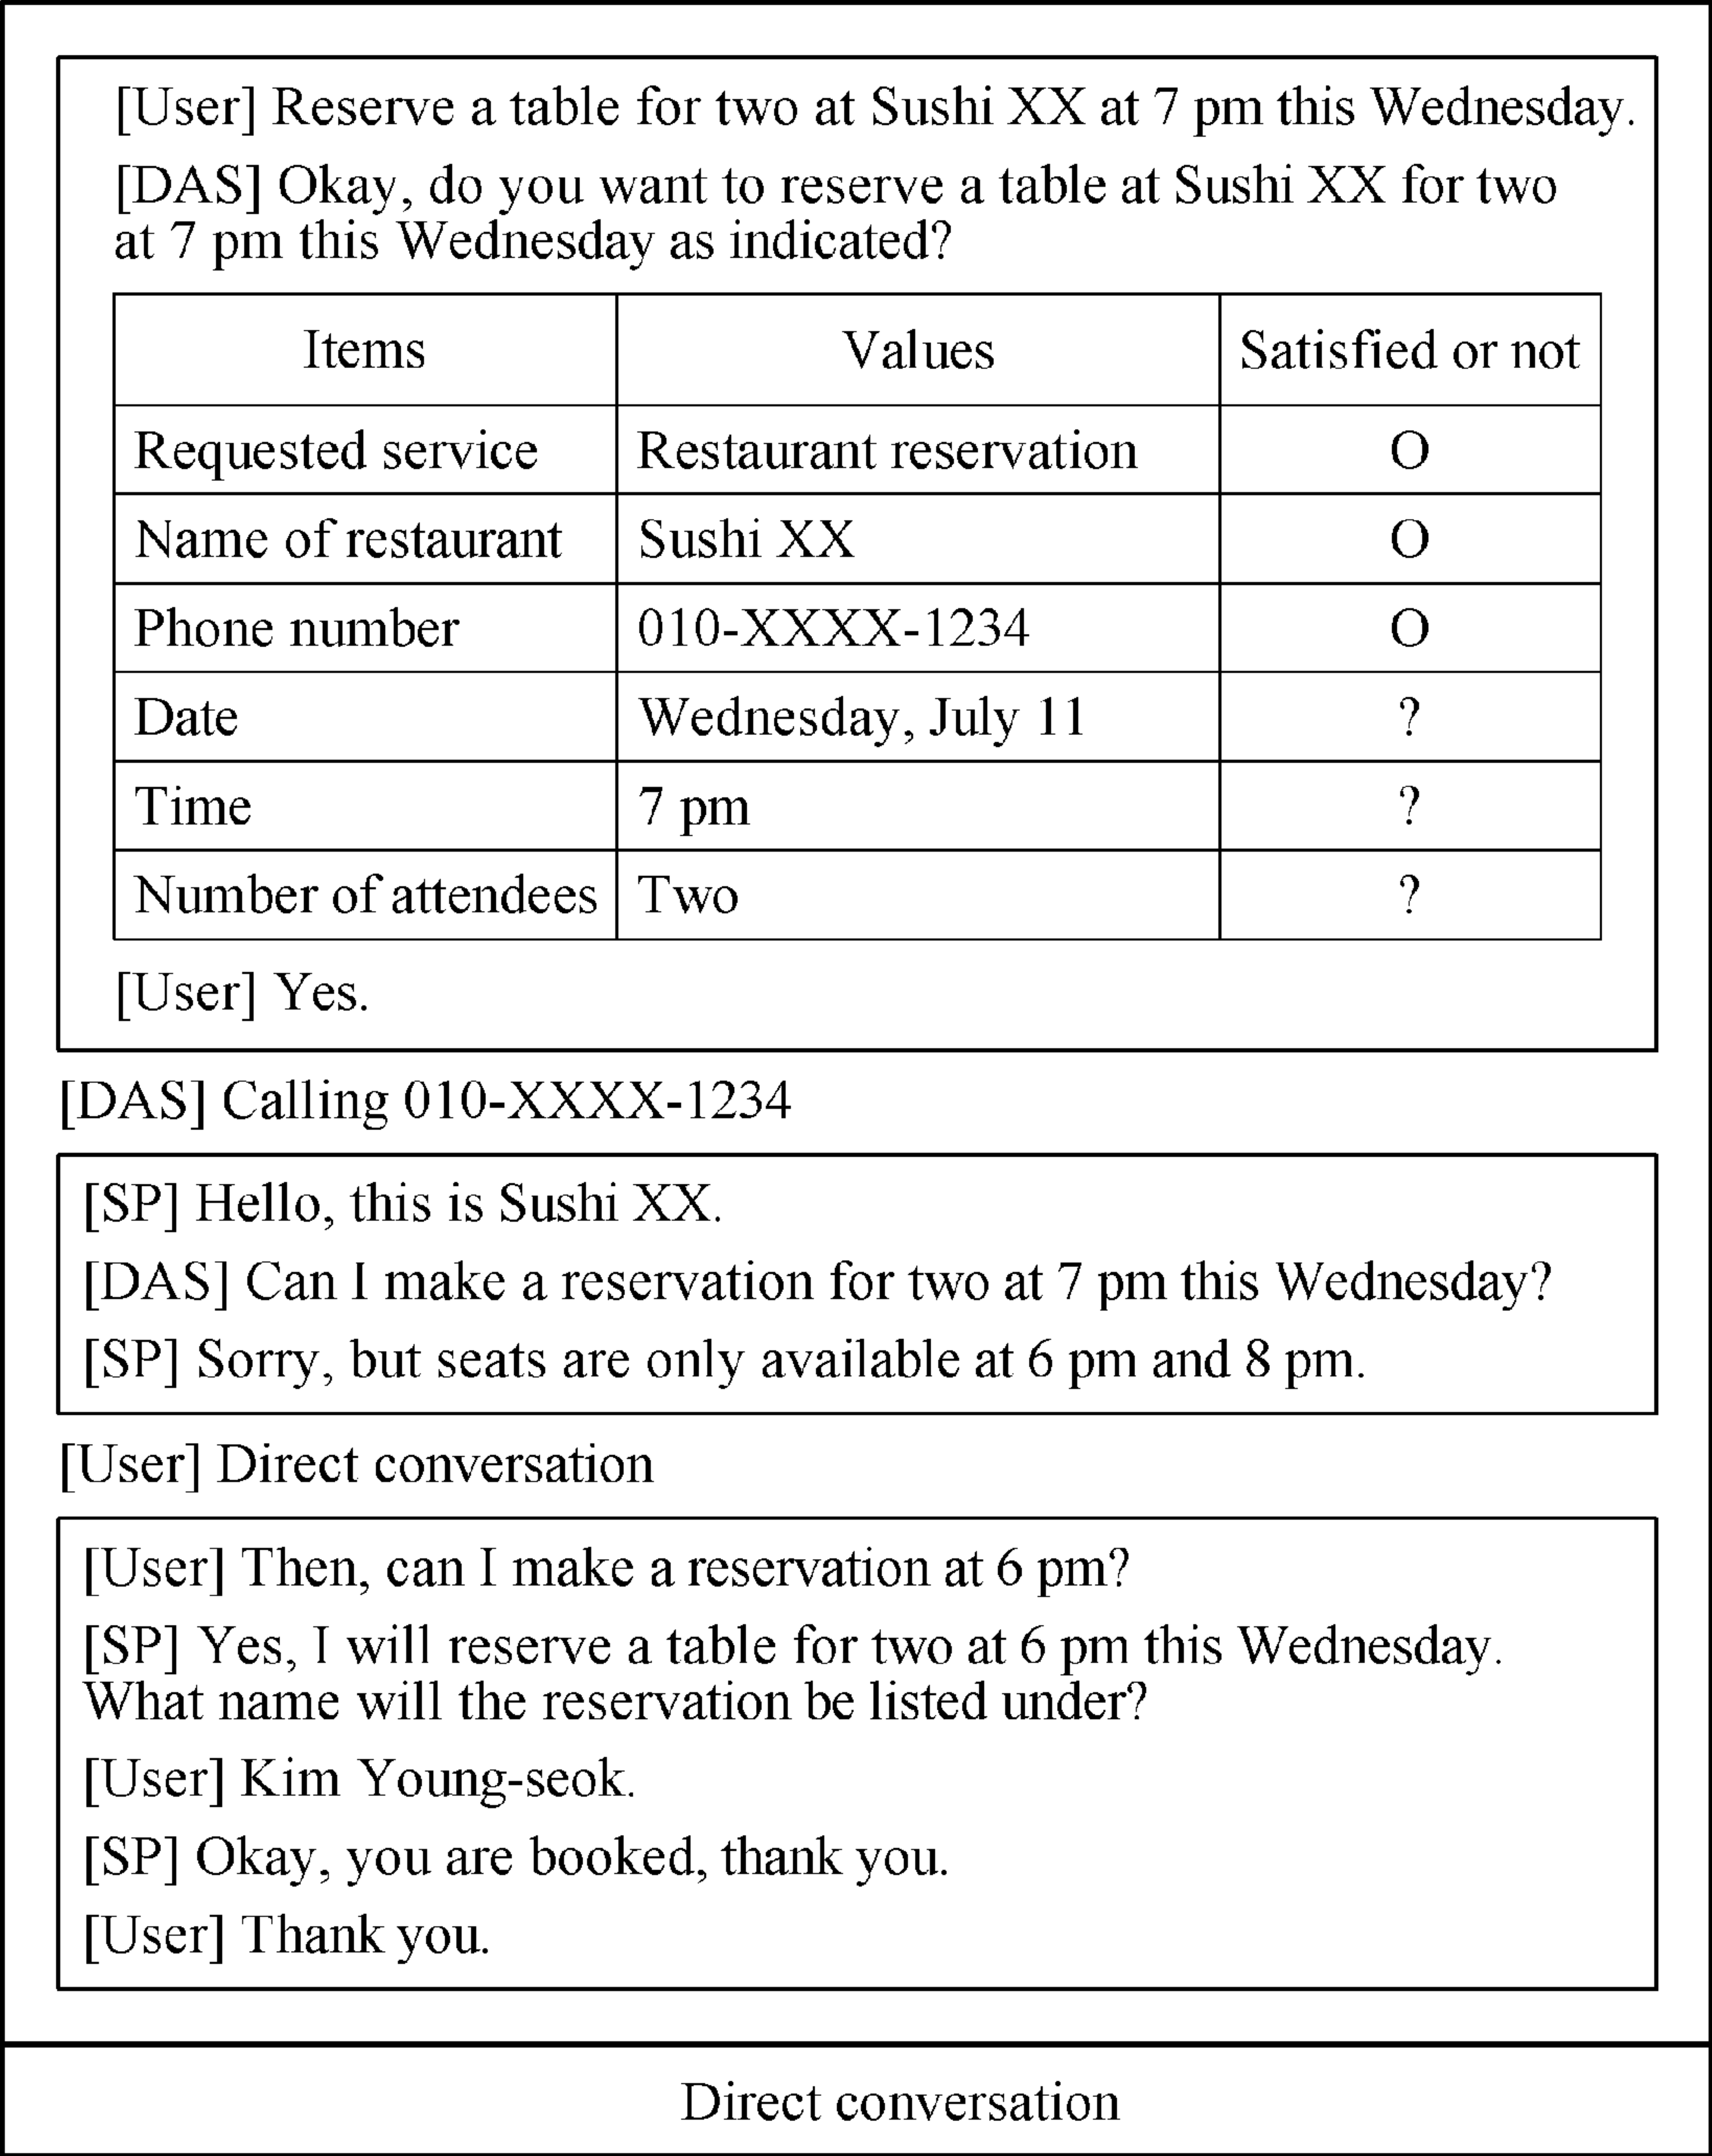 [User] Reserve a table for two at Sushi XX at 7 pm this Wednesday.
[DAS] Okay, do you want to reserve a table at Sushi XX for two
at 7 pm this Wednesday as indicated?
Items Values Satisfied or not
Requested service Restaurant reservation O
Name of restaurant Sushi XX O
Phone number 010-XXXX-1234 O
Date Wednesday, July 11 ?
Time 7 pm ?
Number of attendees Two ?
[User] Yes.
[DAS] Calling 010-XXXX-1234
[SP] Hello, this is Sushi XX.
[DAS] Can I make a reservation for two at 7 pm this Wednesday?
[SP] Sorry, but seats are only available at 6 pm and 8 pm.
[User] Direct conversation
[User] Then, can I make a reservation at 6 pm?
[SP] Yes, I will reserve a table for two at 6 pm this Wednesday.
What name will the reservation be listed under?
[User] Kim Young-seok.
[SP] Okay, you are booked, thank you.
[User] Thank you.
Direct conversation